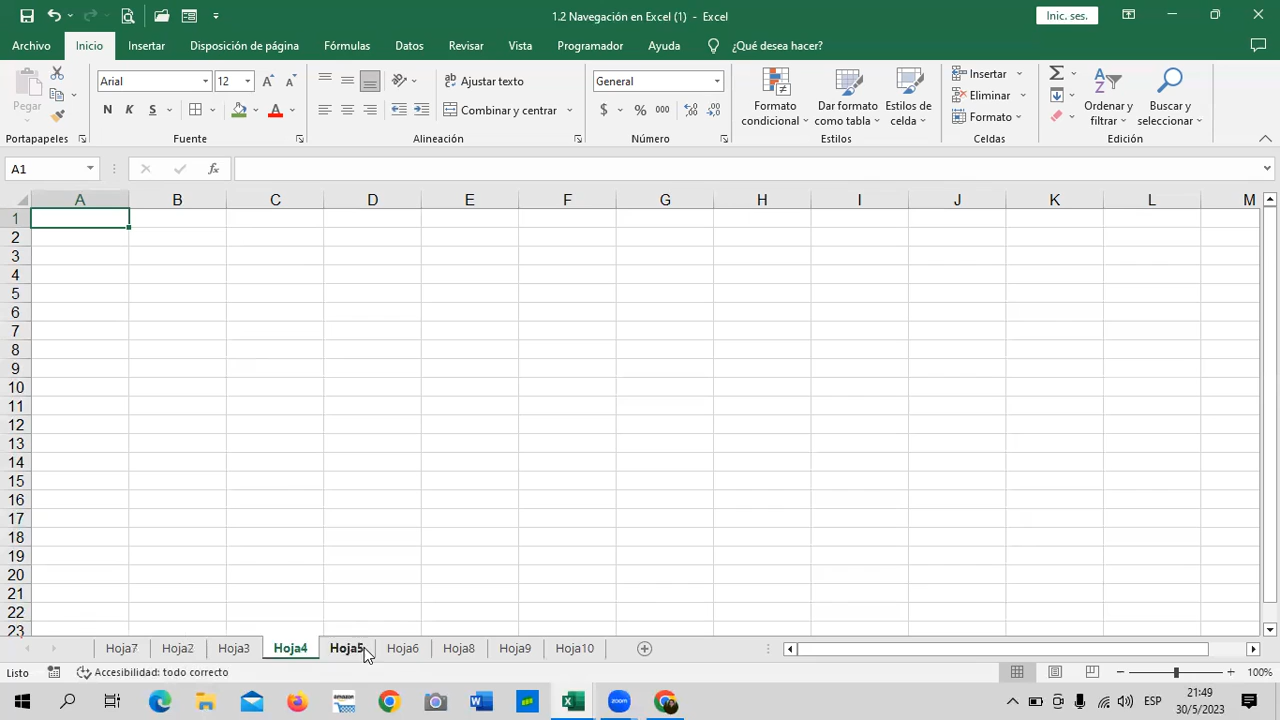 1.2 Navegación en Excel (1) - Excel
Inic. ses.
Archivo Inicio Insertar Disposición de página Fórmulas Datos Revisar Vista Programador Ayuda ¿Qué desea hacer?
Pegar
Portapapeles
Arial 12
N K S
Fuente
Ajustar texto
Combinar y centrar
Alineación
General
$ % 000
Número
Formato condicional
Dar formato como tabla
Estilos de celda
Estilos
Insertar
Eliminar
Formato
Celdas
Ordenar y filtrar
Buscar y seleccionar
Edición
A1
fx
A B C D E F G H I J K L M
1
2
3
4
5
6
7
8
9
10
11
12
13
14
15
16
17
18
19
20
21
22
23
Hoja7 Hoja2 Hoja3 Hoja4 Hoja5 Hoja6 Hoja8 Hoja9 Hoja10
Listo Accesibilidad: todo correcto 100%
amazon
zoom
ESP
21:49
30/5/2023